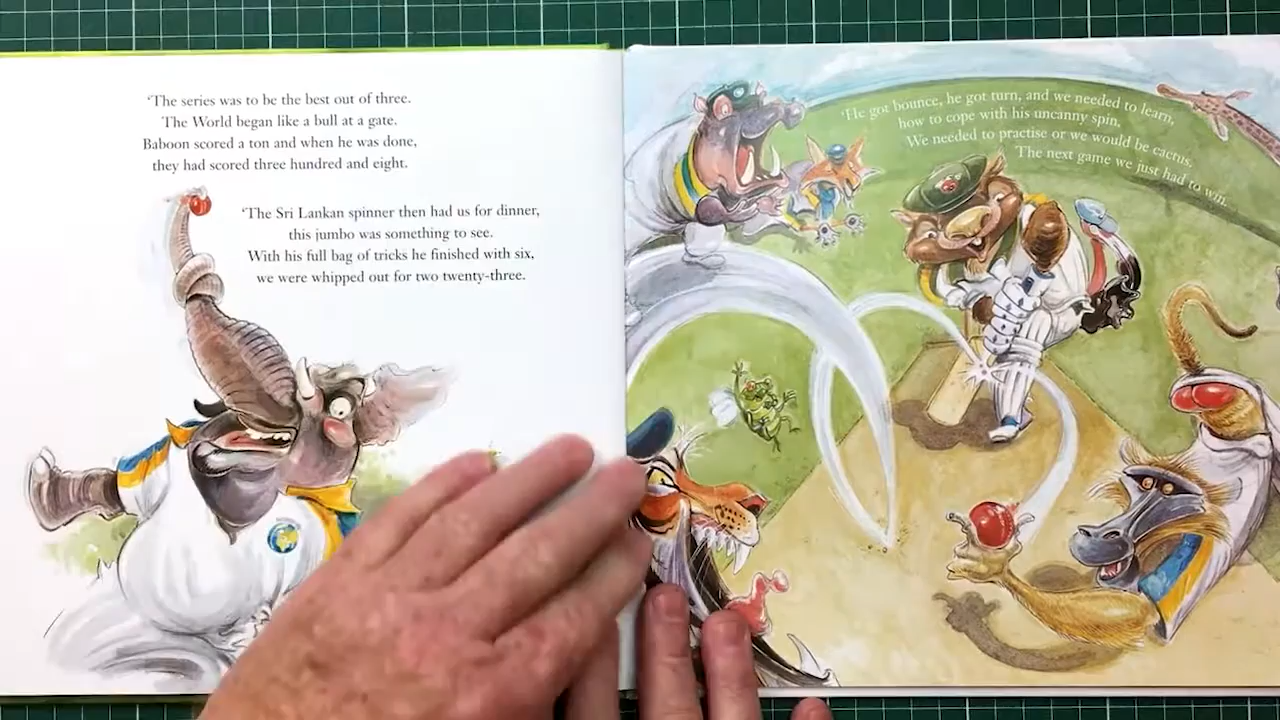 ‘The series was to be the best out of three.
The World began like a bull at a gate.
Baboon scored a ton and when he was done,
they had scored three hundred and eight.
‘The Sri Lankan spinner then had us for dinner,
this jumbo was something to see.
With his full bag of tricks he finished with six,
we were whipped out for two twenty-three.
‘He got bounce, he got turn, and we needed to learn,
how to cope with his uncanny spin,
We needed to practise or we would be cactus,
The next game we just had to win.